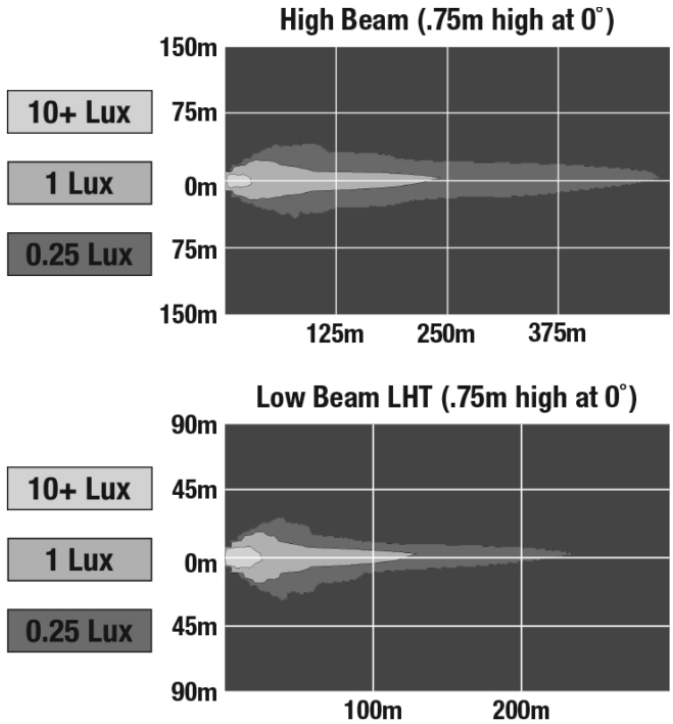 High Beam (.75m high at 0°)
150m
10+ Lux
75m
1 Lux
0m
0.25 Lux
75m
150m
125m 250m 375m
Low Beam LHT (.75m high at 0°)
90m
10+ Lux
45m
1 Lux
0m
0.25 Lux
45m
90m
100m 200m